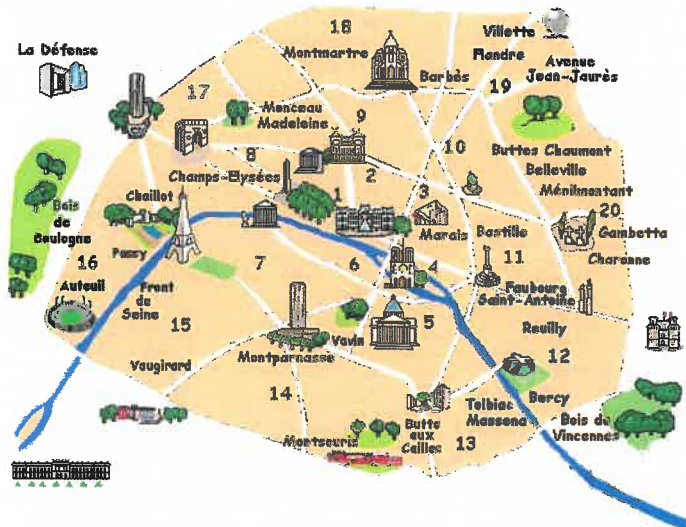 18
Villette
Flandre
La Défense
Montmartre
Avenue
Jean-Jaurès
Barbès
17
19
Monceau
Madeleine
9
10
8
Buttes Chaumont
Belleville
Champs-Elysées
1
2
3
Ménilmontant
Chaillot
Marais
Bastille
20
Gambetta
Bois
de
Boulogne
Passy
16
7
6
4
11
Charonne
Auteuil
Front
de
Seine
Faubourg
Saint-Antoine
15
5
Reuilly
Vavin
Montparnasse
12
Vaugirard
14
Bercy
Tolbiac
Massena
Butte
aux
Cailles
13
Bois de
Vincennes
Montsouris